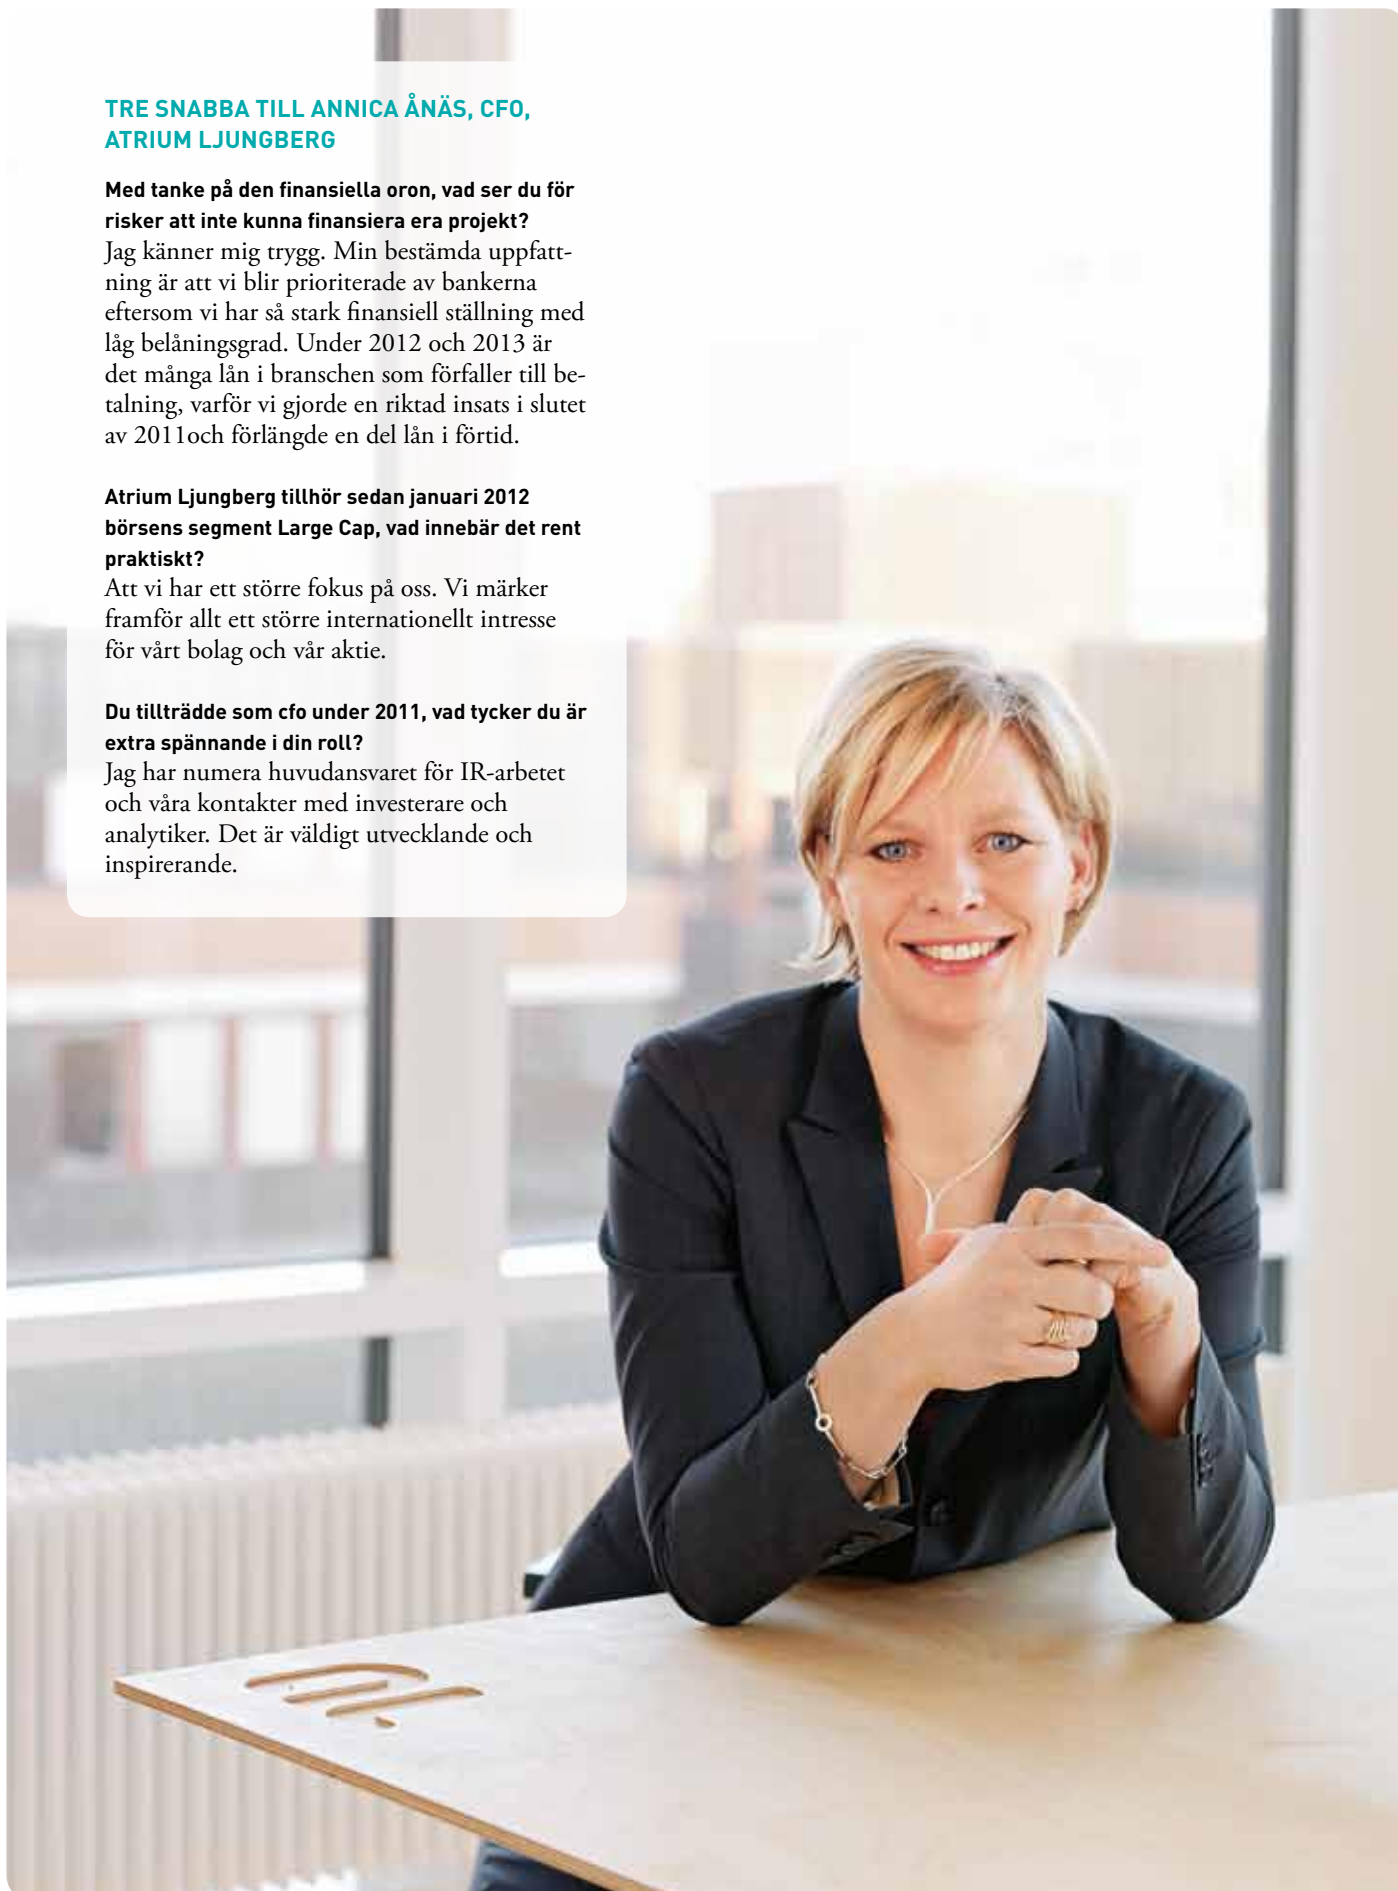 TRE SNABBA TILL ANNICA ÅNÄS, CFO,
ATRIUM LJUNGBERG
Med tanke på den finansiella oron, vad ser du för
risker att inte kunna finansiera era projekt?
Jag känner mig trygg. Min bestämda uppfatt-
ning är att vi blir prioriterade av bankerna
eftersom vi har så stark finansiell ställning med
låg belåningsgrad. Under 2012 och 2013 är
det många lån i branschen som förfaller till be-
talning, varför vi gjorde en riktad insats i slutet
av 2011och förlängde en del lån i förtid.
Atrium Ljungberg tillhör sedan januari 2012
börsens segment Large Cap, vad innebär det rent
praktiskt?
Att vi har ett större fokus på oss. Vi märker
framför allt ett större internationellt intresse
för vårt bolag och vår aktie.
Du tillträdde som cfo under 2011, vad tycker du är
extra spännande i din roll?
Jag har numera huvudansvaret för IR-arbetet
och våra kontakter med investerare och
analytiker. Det är väldigt utvecklande och
inspirerande.